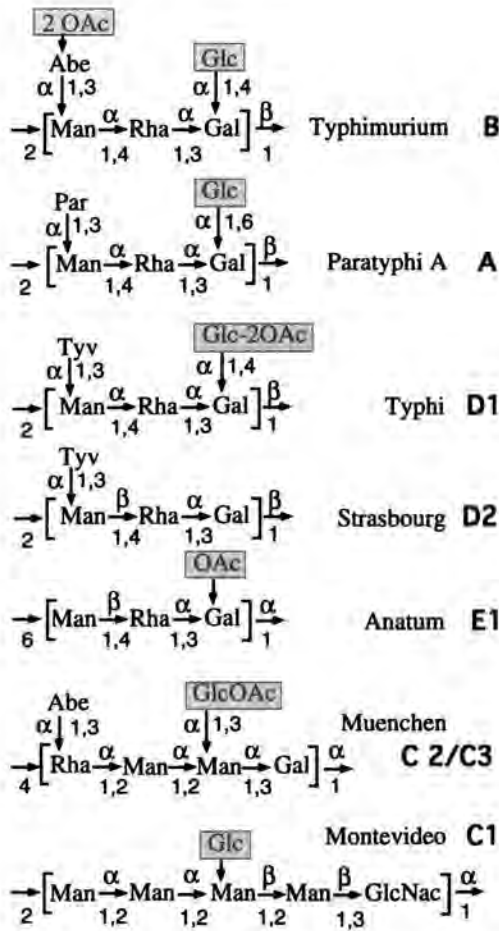 2 OAc
Abe Glc
α 1,3 α 1,4
→ 2 [Man α→ 1,4 Rha α→ 1,3 Gal] β→ 1 Typhimurium B
Par Glc
α 1,3 α 1,6
→ 2 [Man α→ 1,4 Rha α→ 1,3 Gal] β→ 1 Paratyphi A A
Tyv Glc-2OAc
α 1,3 α 1,4
→ 2 [Man α→ 1,4 Rha α→ 1,3 Gal] β→ 1 Typhi D1
Tyv
α 1,3
→ 2 [Man β→ 1,4 Rha α→ 1,3 Gal] β→ 1 Strasbourg D2
OAc
→ 6 [Man β→ 1,4 Rha α→ 1,3 Gal] α→ 1 Anatum E1
Abe GlcOAc
α 1,3 α 1,3 Muenchen
→ 4 [Rha α→ 1,2 Man α→ 1,2 Man α→ 1,3 Gal] α→ 1 C 2/C3
Glc Montevideo C1
→ 2 [Man α→ 1,2 Man α→ 1,2 Man β→ 1,2 Man β→ 1,3 GlcNac] α→ 1